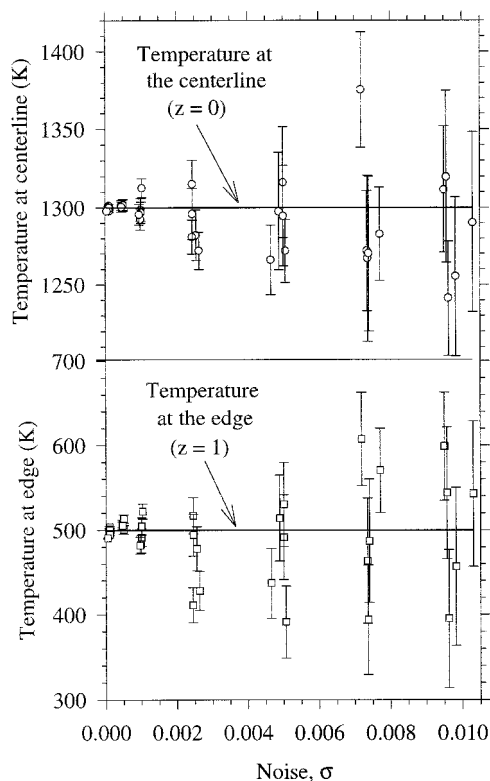 1400
1350
1300
1250
Temperature at centerline (K)
Temperature at
the centerline
(z = 0)
700
600
500
400
300
Temperature at edge (K)
Temperature
at the edge
(z = 1)
0.000 0.002 0.004 0.006 0.008 0.010
Noise, σ